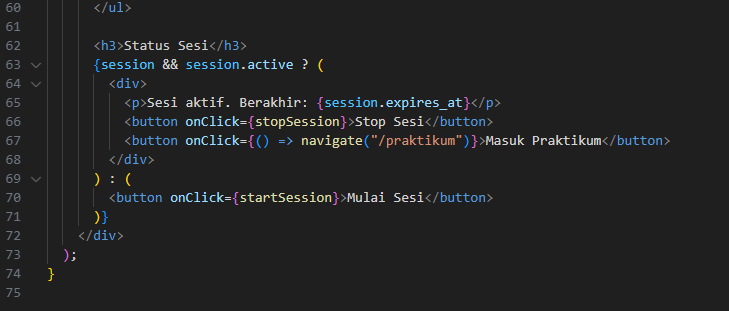 60 </ul>
61
62 <h3>Status Sesi</h3>
63 {session && session.active ? (
64 <div>
65 <p>Sesi aktif. Berakhir: {session.expires_at}</p>
66 <button onClick={stopSession}>Stop Sesi</button>
67 <button onClick={() => navigate("/praktikum")}>Masuk Praktikum</button>
68 </div>
69 ) : (
70 <button onClick={startSession}>Mulai Sesi</button>
71 )}
72 </div>
73 );
74 }
75